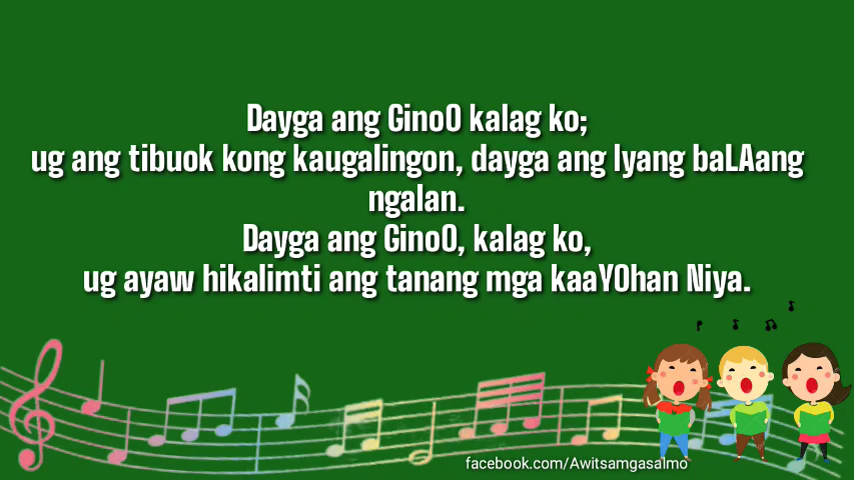 Dayga ang GinoO kalag ko;
ug ang tibuok kong kaugalingon, dayga ang Iyang baLAang
ngalan.
Dayga ang GinoO, kalag ko,
ug ayaw hikalimti ang tanang mga kaaYOhan Niya.
facebook.com/Awitsamgasalmo